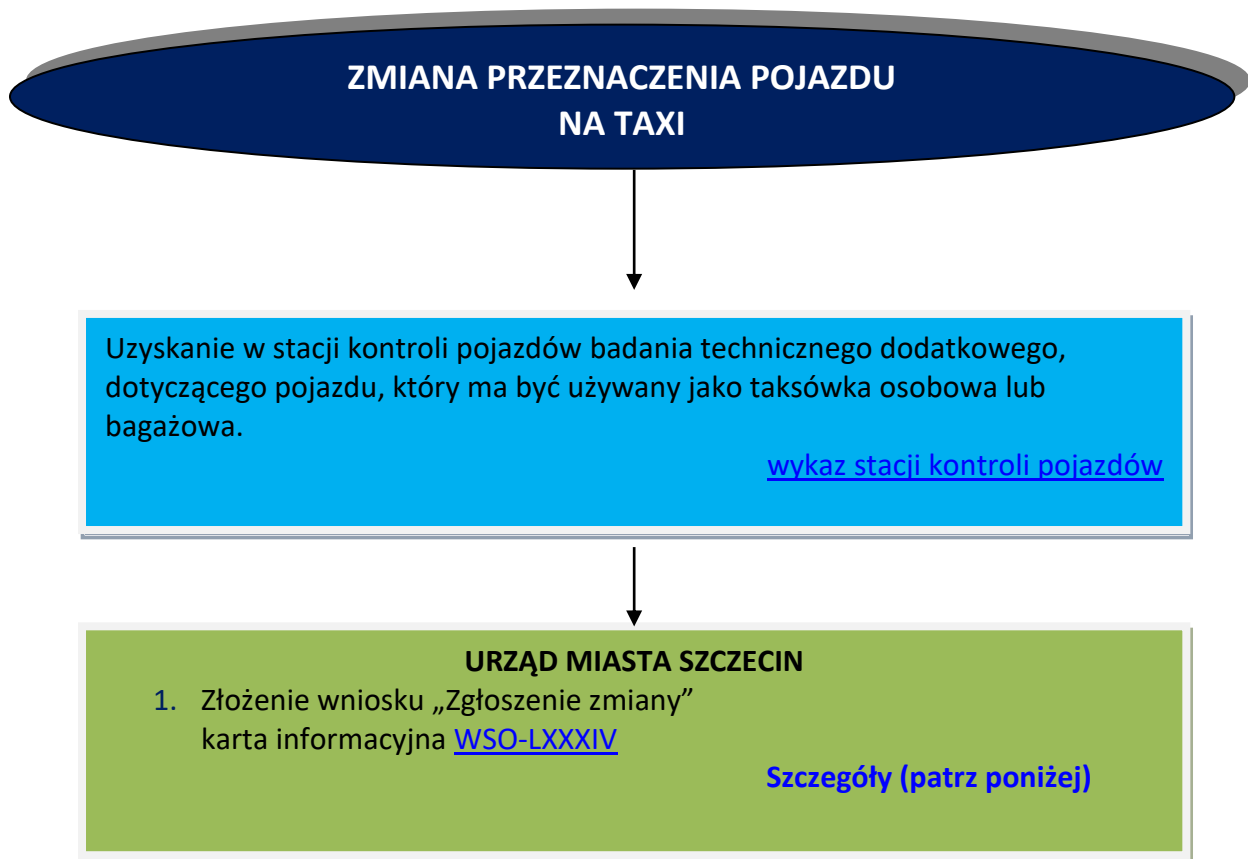 ZMIANA PRZEZNACZENIA POJAZDU
NA TAXI
Uzyskanie w stacji kontroli pojazdów badania technicznego dodatkowego,
dotyczącego pojazdu, który ma być używany jako taksówka osobowa lub
bagażowa.
wykaz stacji kontroli pojazdów
URZĄD MIASTA SZCZECIN
1. Złożenie wniosku „Zgłoszenie zmiany”
karta informacyjna WSO-LXXXIV
Szczegóły (patrz poniżej)